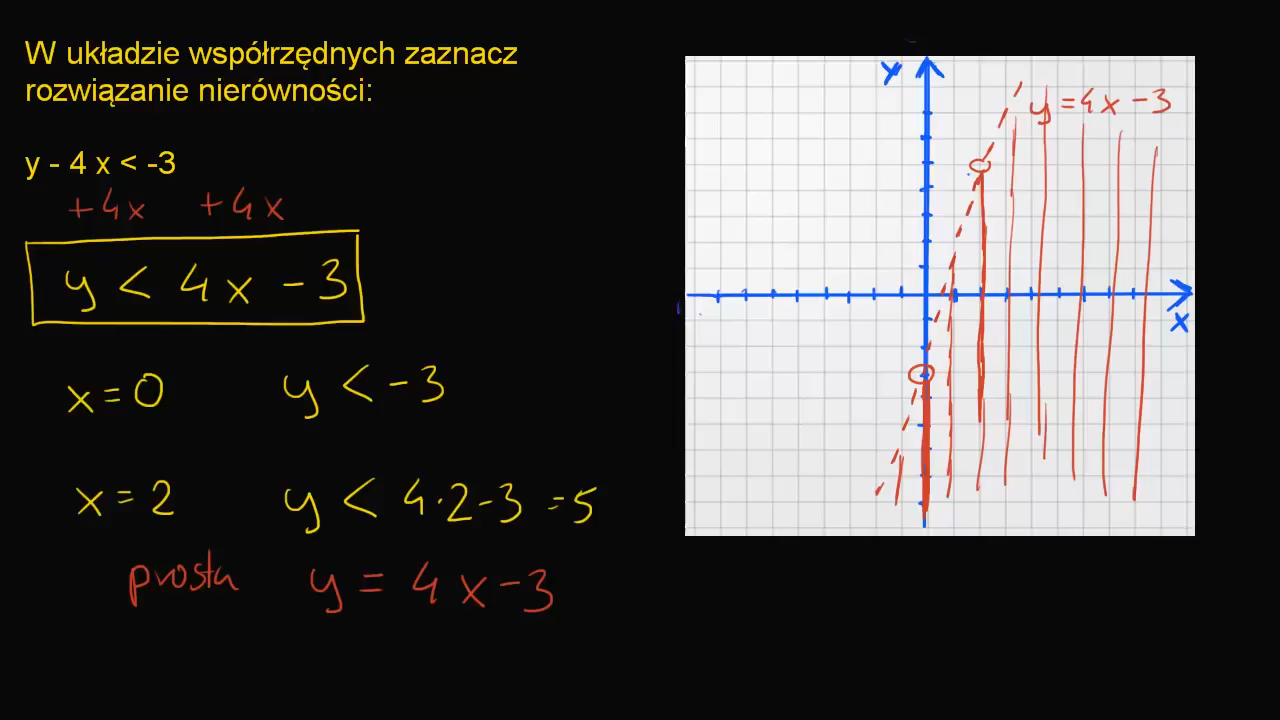 W układzie współrzędnych zaznacz
rozwiązanie nierówności:
y - 4 x < -3
+4x +4x
y < 4x - 3
x = 0 y < -3
x = 2 y < 4·2-3 = 5
prosta y = 4x-3
y
y = 4x - 3
x